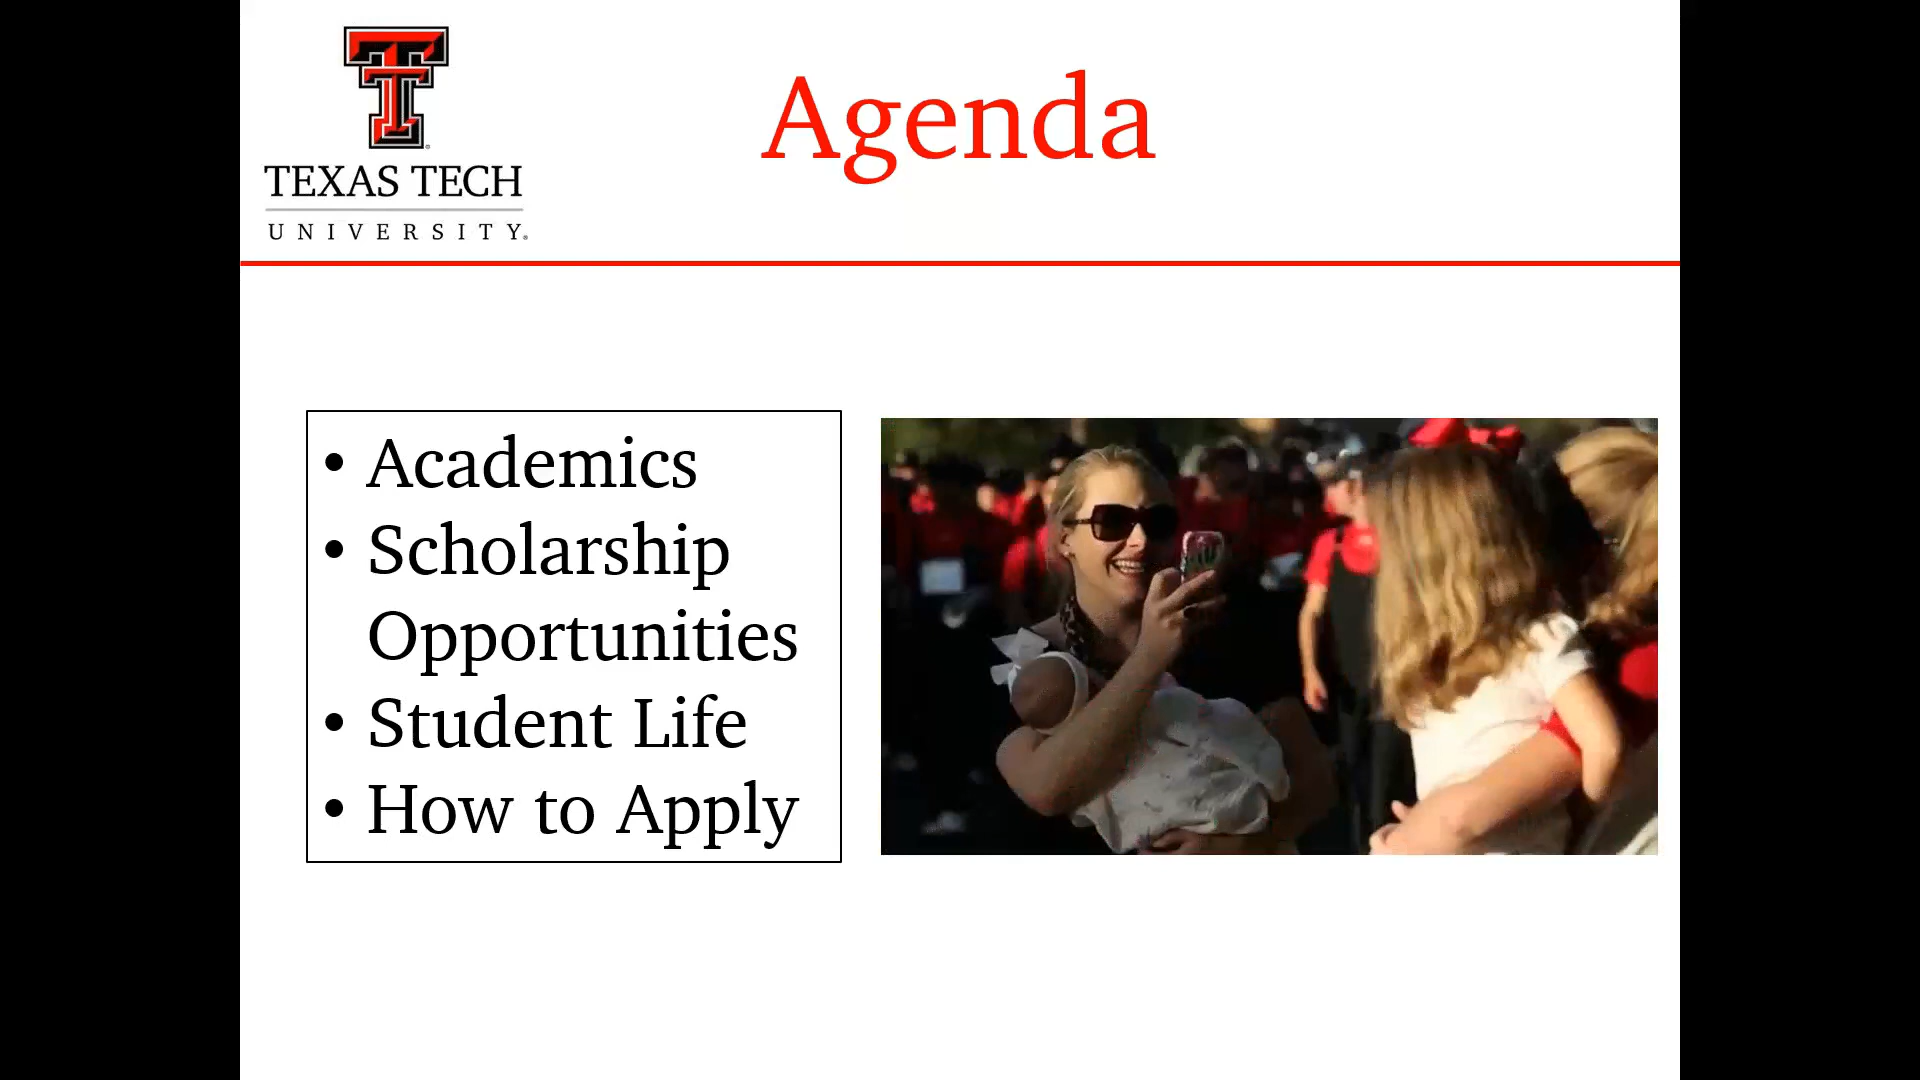 TEXAS TECH
UNIVERSITY®
Agenda
• Academics
• Scholarship
Opportunities
• Student Life
• How to Apply